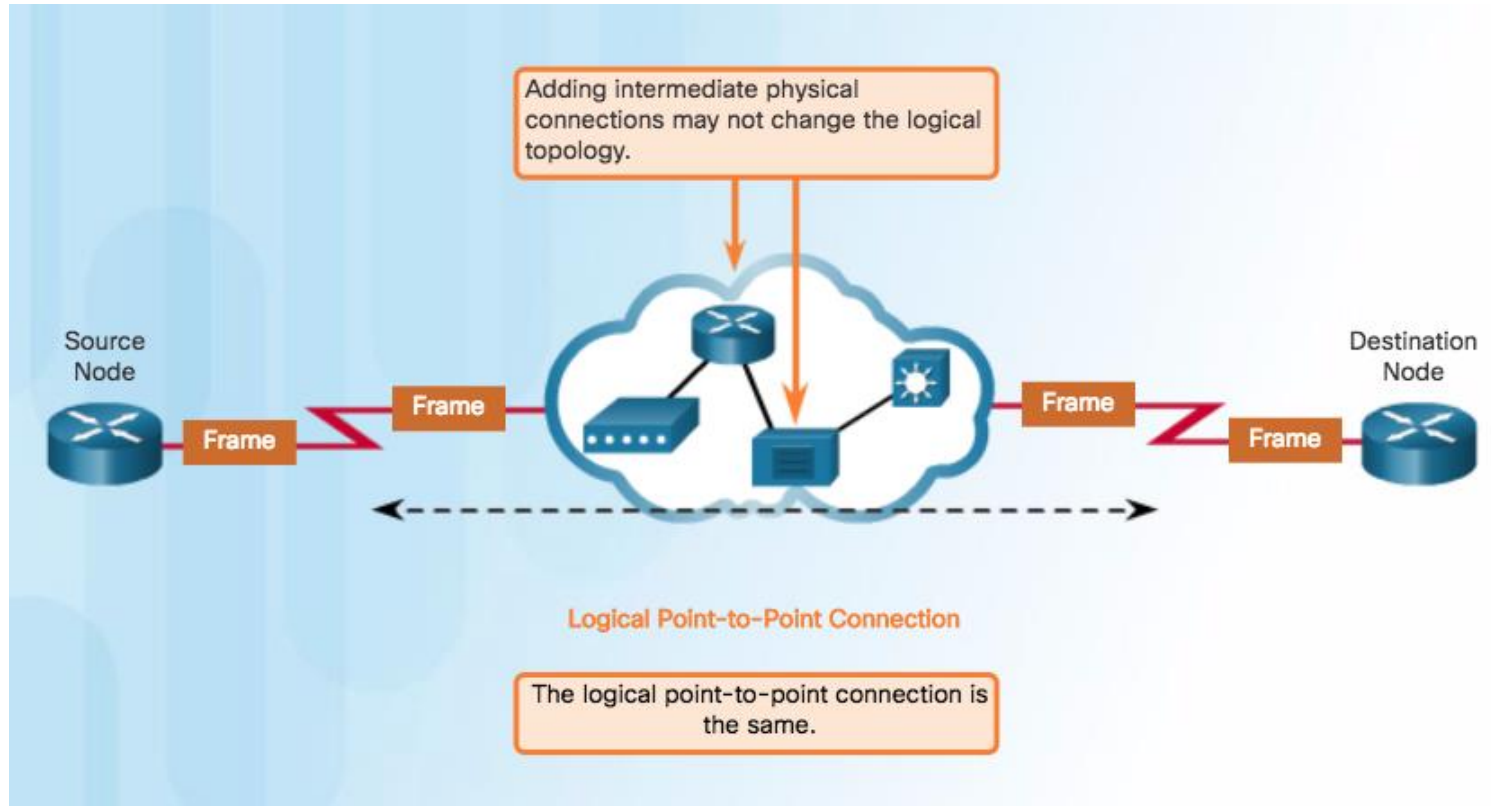 Adding intermediate physical
connections may not change the logical
topology.
Source
Node
Destination
Node
Frame
Frame
Frame
Frame
Logical Point-to-Point Connection
The logical point-to-point connection is
the same.